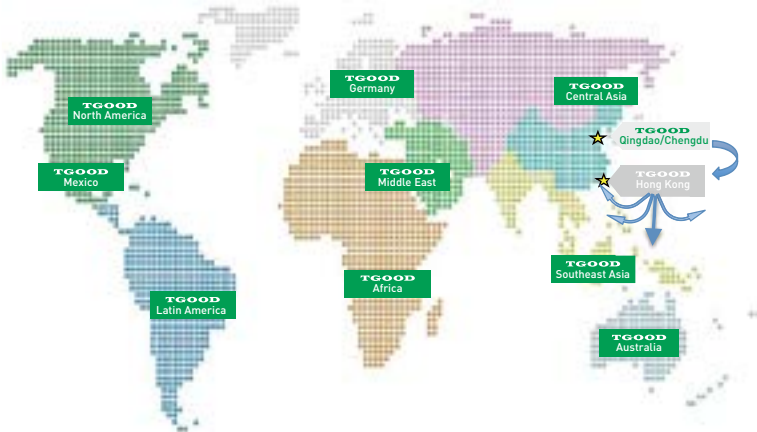 TGOOD
Germany
TGOOD
Central Asia
TGOOD
North America
TGOOD
Qingdao/Chengdu
TGOOD
Mexico
TGOOD
Middle East
TGOOD
Hong Kong
TGOOD
Southeast Asia
TGOOD
Africa
TGOOD
Latin America
TGOOD
Australia